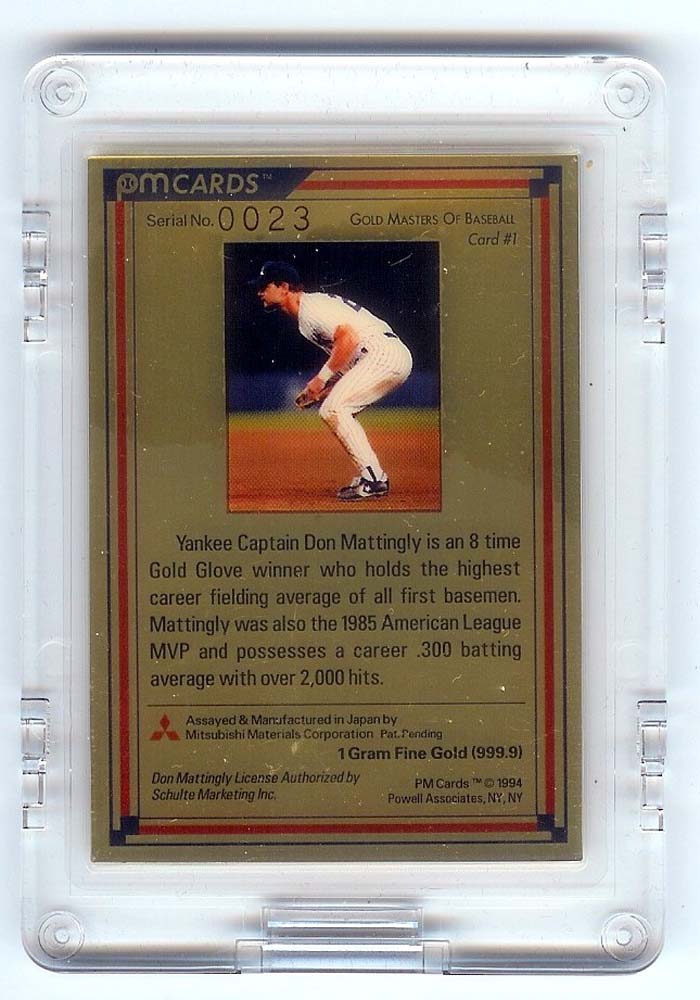 pm CARDS™
Serial No. 0023
GOLD MASTERS OF BASEBALL
Card #1
Yankee Captain Don Mattingly is an 8 time
Gold Glove winner who holds the highest
career fielding average of all first basemen.
Mattingly was also the 1985 American League
MVP and possesses a career .300 batting
average with over 2,000 hits.
Assayed & Manufactured in Japan by
Mitsubishi Materials Corporation Pat. Pending
1 Gram Fine Gold (999.9)
Don Mattingly License Authorized by
Schulte Marketing Inc.
PM Cards™ © 1994
Powell Associates, NY, NY